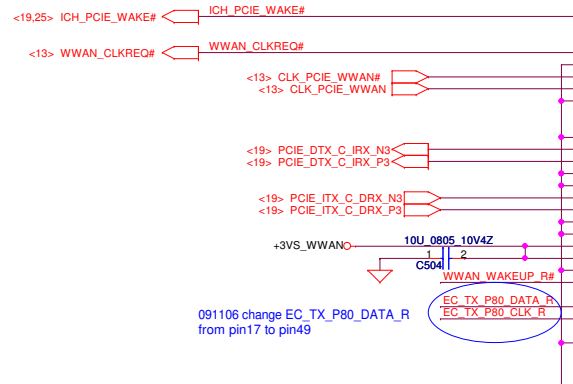 <19,25> ICH_PCIE_WAKE# ICH_PCIE_WAKE#
<13> WWAN_CLKREQ# WWAN_CLKREQ#
<13> CLK_PCIE_WWAN#
<13> CLK_PCIE_WWAN
<19> PCIE_DTX_C_IRX_N3
<19> PCIE_DTX_C_IRX_P3
<19> PCIE_ITX_C_DRX_N3
<19> PCIE_ITX_C_DRX_P3
+3VS_WWAN
10U_0805_10V4Z
1 2
C504
WWAN_WAKEUP_R#
EC_TX_P80_DATA_R
EC_TX_P80_CLK_R
091106 change EC_TX_P80_DATA_R
from pin17 to pin49